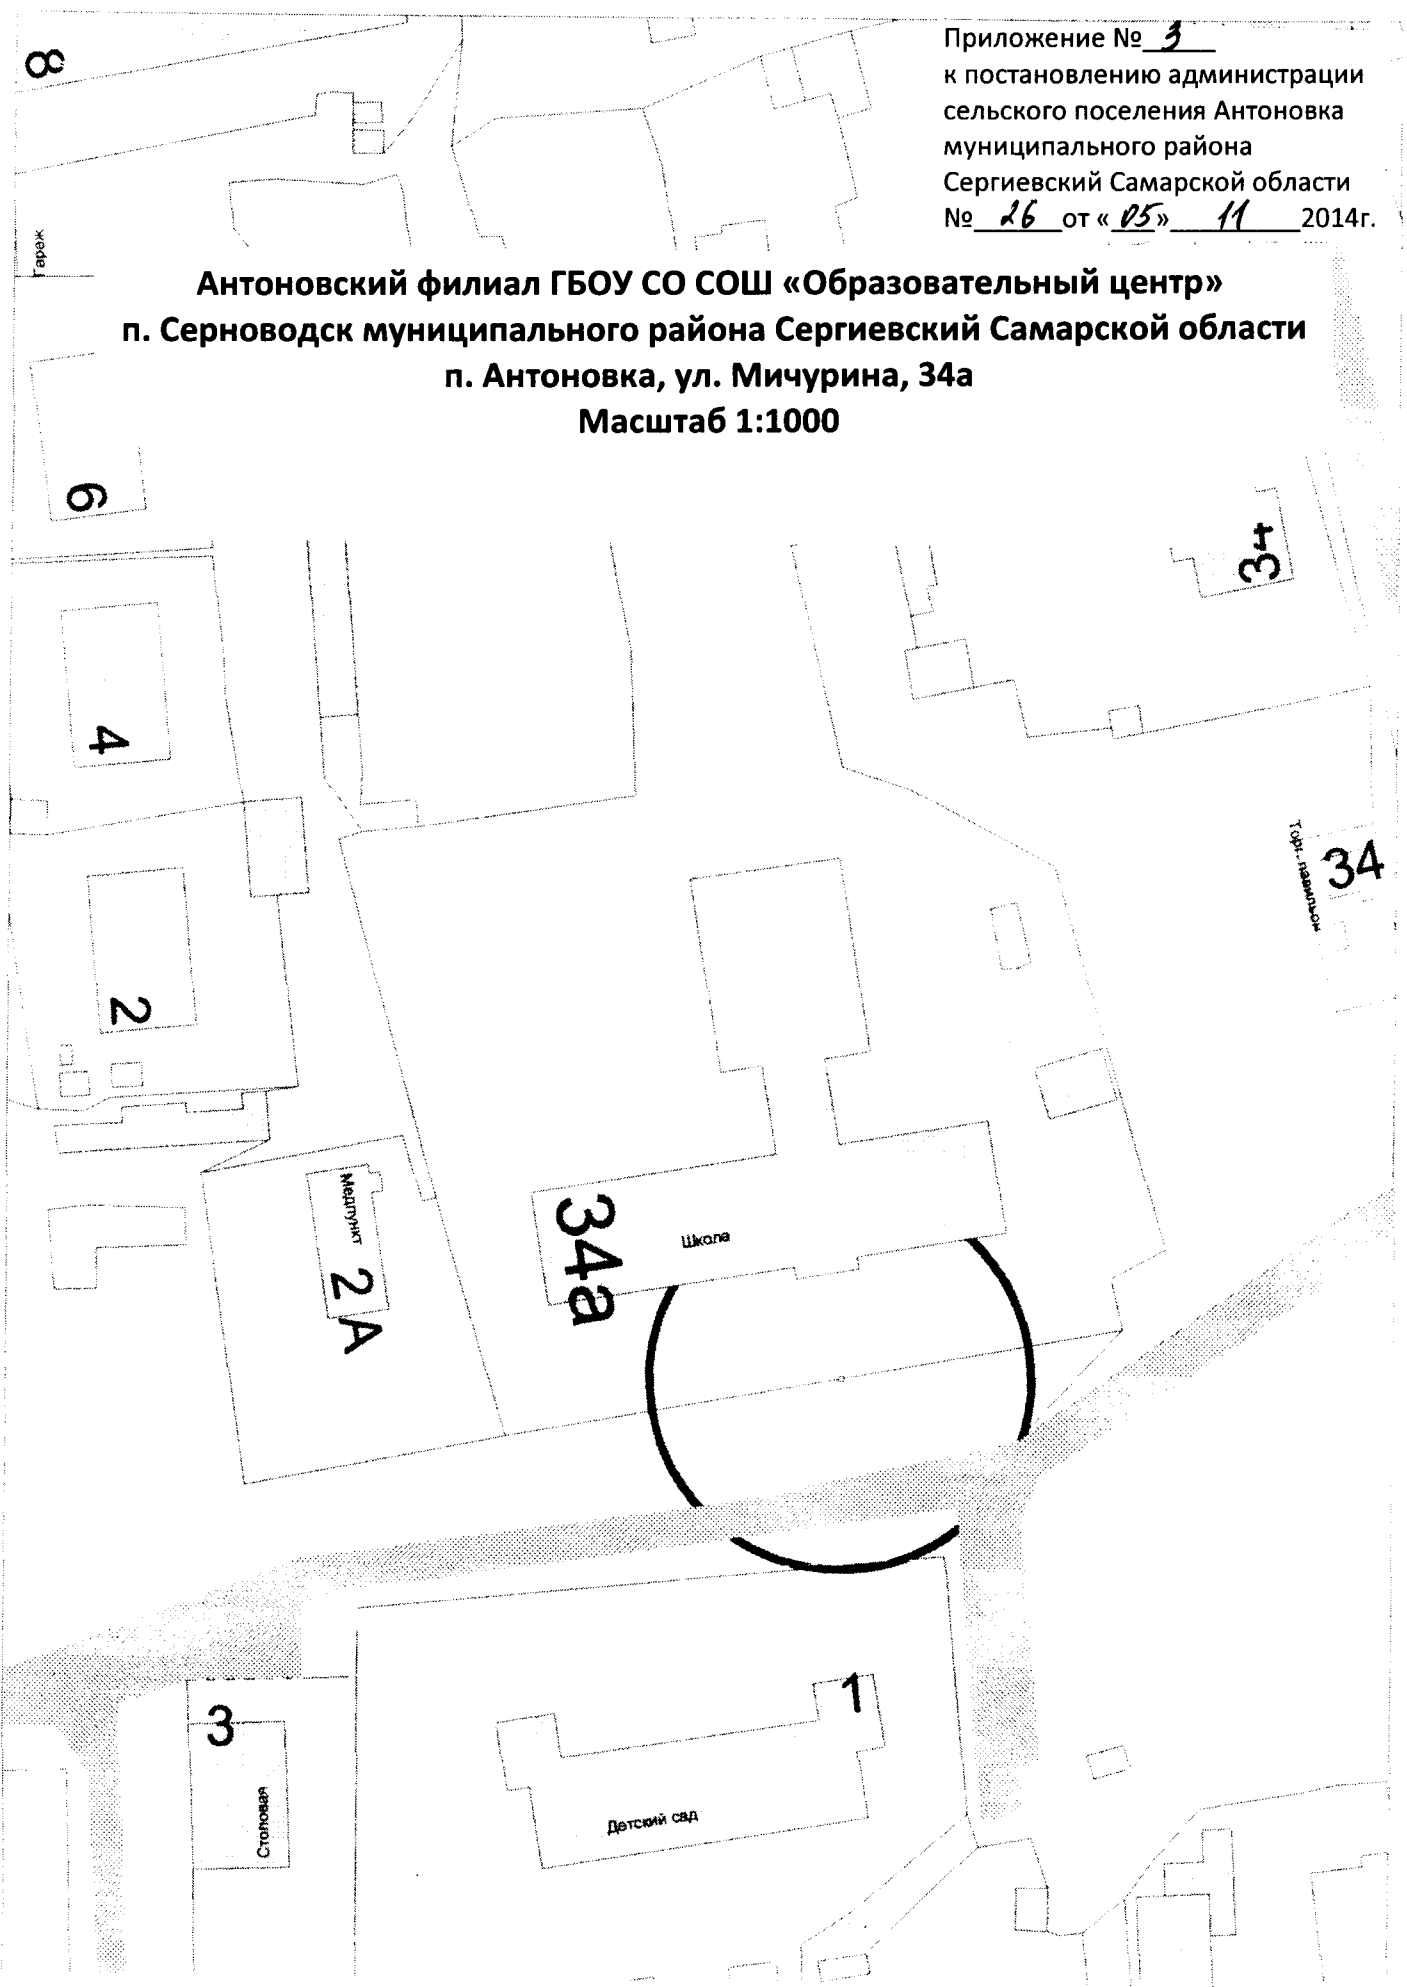 Приложение № 3
к постановлению администрации
сельского поселения Антоновка
муниципального района
Сергиевский Самарской области
№ 26 от « 05 » 11 2014г.
8
Гараж
Антоновский филиал ГБОУ СО СОШ «Образовательный центр»
п. Серноводск муниципального района Сергиевский Самарской области
п. Антоновка, ул. Мичурина, 34а
Масштаб 1:1000
6
4
2
Торг. павильон
34
Медпункт
2 А
34а
Школа
3
Столовая
1
Детский сад